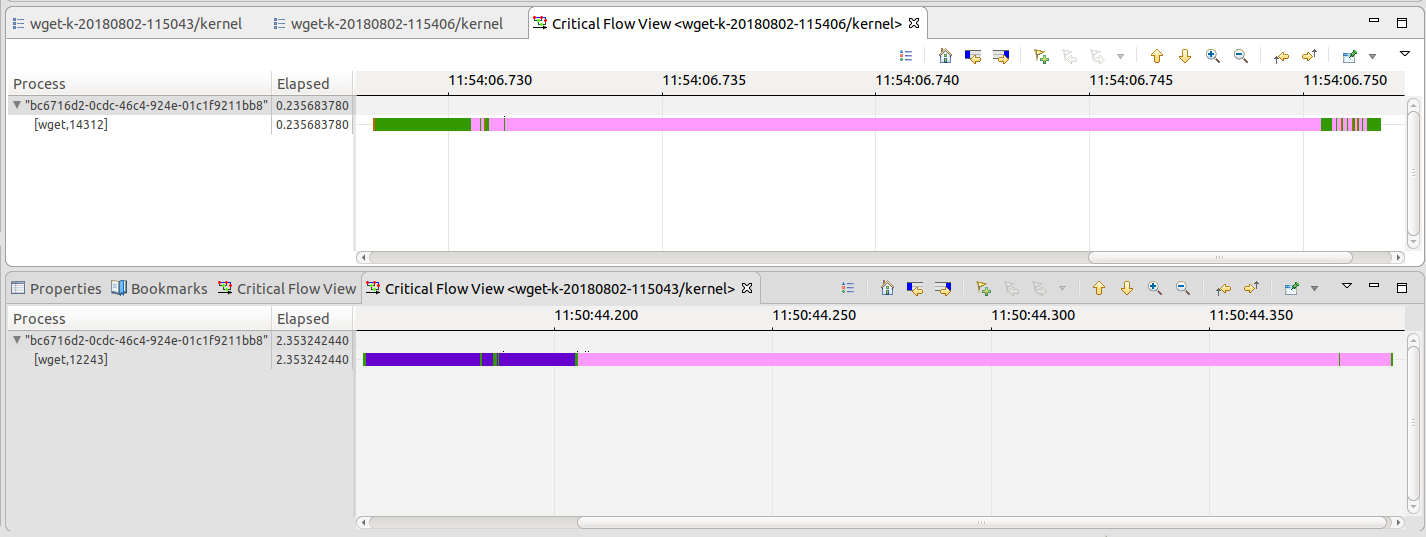 wget-k-20180802-115043/kernel wget-k-20180802-115406/kernel Critical Flow View <wget-k-20180802-115406/kernel>
Process Elapsed 11:54:06.730 11:54:06.735 11:54:06.740 11:54:06.745 11:54:06.750
"bc6716d2-0cdc-46c4-924e-01c1f9211bb8" 0.235683780
[wget,14312] 0.235683780
Properties Bookmarks Critical Flow View Critical Flow View <wget-k-20180802-115043/kernel>
Process Elapsed 11:50:44.200 11:50:44.250 11:50:44.300 11:50:44.350
"bc6716d2-0cdc-46c4-924e-01c1f9211bb8" 2.353242440
[wget,12243] 2.353242440